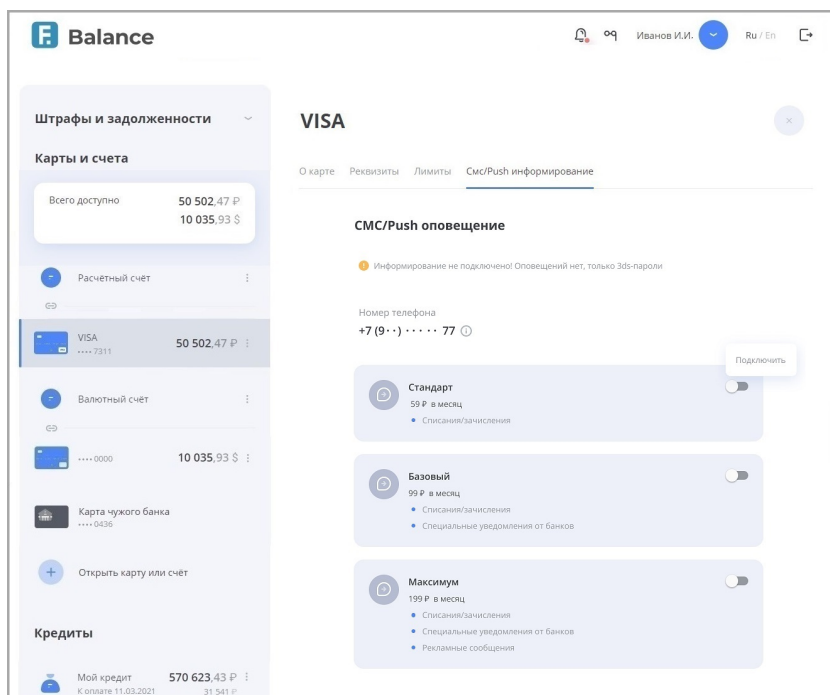 F. Balance
Иванов И.И.
Ru / En
Штрафы и задолженности
Карты и счета
Всего доступно
50 502,47 ₽
10 035,93 $
Расчётный счёт
VISA
50 502,47 ₽
···· 7311
Валютный счёт
···· 0000
10 035,93 $
Карта чужого банка
···· 0436
+
Открыть карту или счёт
Кредиты
Мой кредит
570 623,43 ₽
К оплате 11.03.2021
31 541 ₽
VISA
О карте Реквизиты Лимиты Смс/Push информирование
СМС/Push оповещение
Информирование не подключено! Оповещений нет, только 3ds-пароли
Номер телефона
+7 (9··) ····· 77
Подключить
Стандарт
59 ₽ в месяц
Списания/зачисления
Базовый
99 ₽ в месяц
Списания/зачисления
Специальные уведомления от банков
Максимум
199 ₽ в месяц
Списания/зачисления
Специальные уведомления от банков
Рекламные сообщения